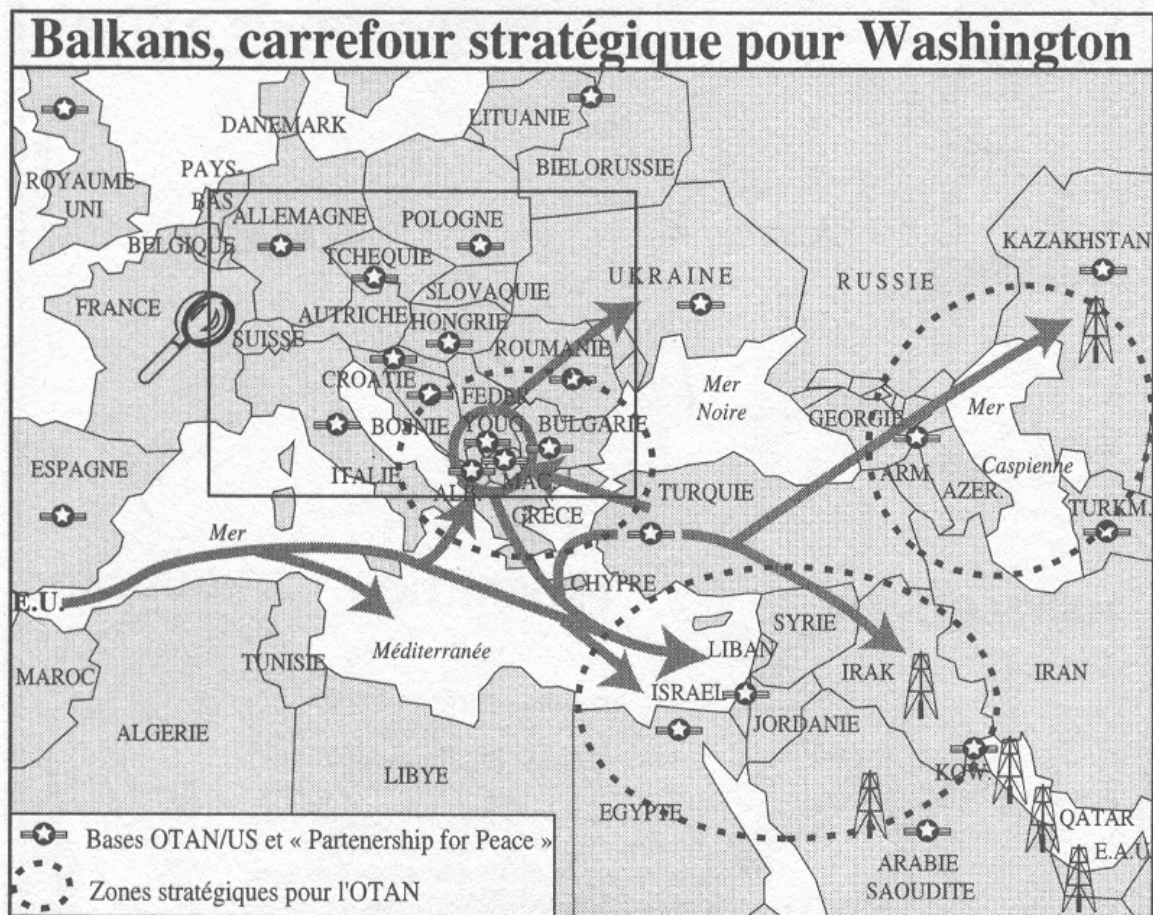 Balkans, carrefour stratégique pour Washington
LITUANIE
DANEMARK
BIELORUSSIE
PAYS-
BAS
ROYAUME-
UNI
ALLEMAGNE
POLOGNE
BELGIQUE
KAZAKHSTAN
TCHEQUIE
UKRAINE
RUSSIE
SLOVAQUIE
FRANCE
AUTRICHE
HONGRIE
SUISSE
ROUMANIE
CROATIE
Mer
Noire
FEDER.
YOUG.
GEORGIE
Mer
Caspienne
BOSNIE
BULGARIE
ESPAGNE
ITALIE
ARM.
AZER.
MAC.
ALB.
TURQUIE
TURKM.
GRECE
Mer
CHYPRE
E.U.
SYRIE
LIBAN
Méditerranée
TUNISIE
MAROC
IRAK
IRAN
ISRAEL
JORDANIE
ALGERIE
KOW.
LIBYE
EGYPTE
QATAR
E.A.U.
ARABIE
SAOUDITE
Bases OTAN/US et « Partenership for Peace »
Zones stratégiques pour l'OTAN